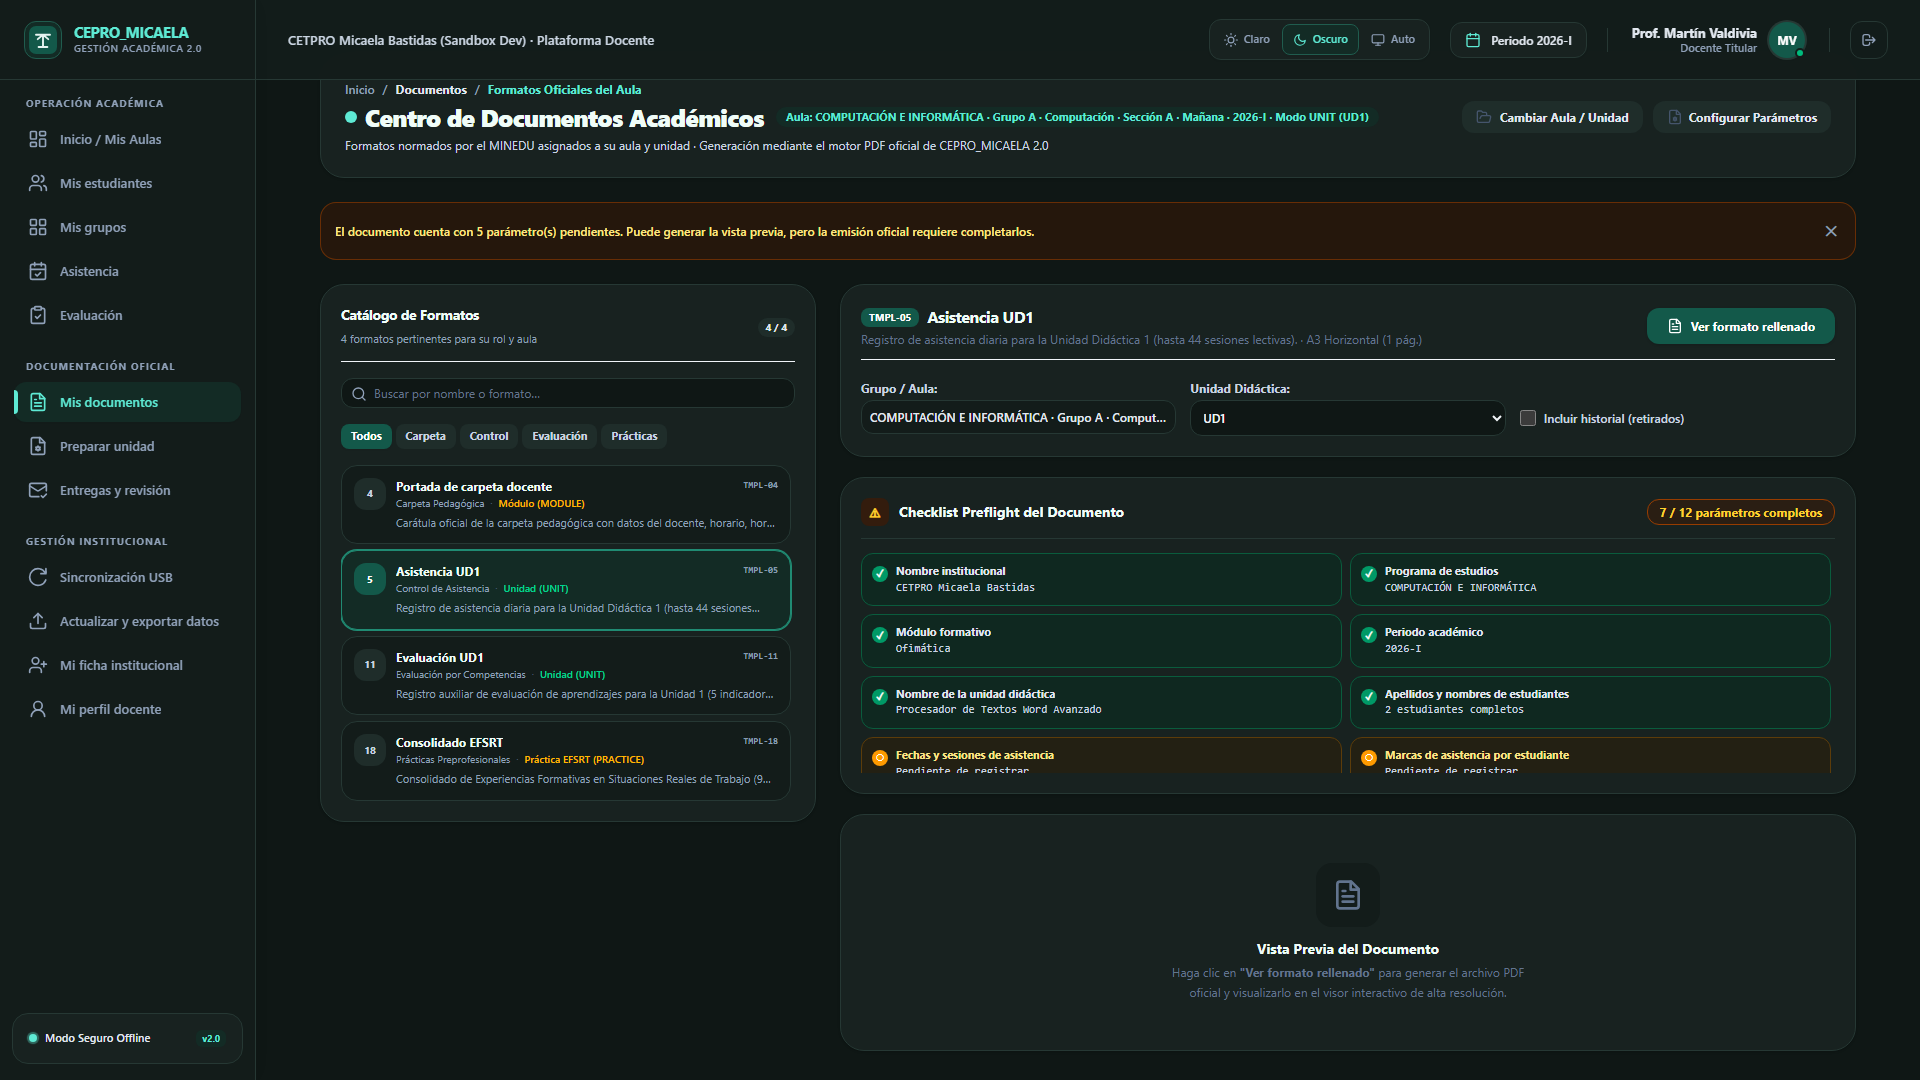 CEPRO_MICAELA
GESTIÓN ACADÉMICA 2.0
CETPRO Micaela Bastidas (Sandbox Dev) · Plataforma Docente
Claro
Oscuro
Auto
Periodo 2026-I
Prof. Martín Valdivia
Docente Titular
MV
OPERACIÓN ACADÉMICA
Inicio / Mis Aulas
Mis estudiantes
Mis grupos
Asistencia
Evaluación
DOCUMENTACIÓN OFICIAL
Mis documentos
Preparar unidad
Entregas y revisión
GESTIÓN INSTITUCIONAL
Sincronización USB
Actualizar y exportar datos
Mi ficha institucional
Mi perfil docente
Modo Seguro Offline
v2.0
Inicio / Documentos / Formatos Oficiales del Aula
Centro de Documentos Académicos
Aula: COMPUTACIÓN E INFORMÁTICA · Grupo A · Computación · Sección A · Mañana · 2026-I · Modo UNIT (UD1)
Formatos normados por el MINEDU asignados a su aula y unidad · Generación mediante el motor PDF oficial de CEPRO_MICAELA 2.0
Cambiar Aula / Unidad
Configurar Parámetros
El documento cuenta con 5 parámetro(s) pendientes. Puede generar la vista previa, pero la emisión oficial requiere completarlos.
Catálogo de Formatos
4 formatos pertinentes para su rol y aula
4 / 4
Buscar por nombre o formato...
Todos
Carpeta
Control
Evaluación
Prácticas
4
Portada de carpeta docente
TMPL-04
Carpeta Pedagógica · Módulo (MODULE)
Carátula oficial de la carpeta pedagógica con datos del docente, horario, hor...
5
Asistencia UD1
TMPL-05
Control de Asistencia · Unidad (UNIT)
Registro de asistencia diaria para la Unidad Didáctica 1 (hasta 44 sesiones...
11
Evaluación UD1
TMPL-11
Evaluación por Competencias · Unidad (UNIT)
Registro auxiliar de evaluación de aprendizajes para la Unidad 1 (5 indicador...
18
Consolidado EFSRT
TMPL-18
Prácticas Preprofesionales · Práctica EFSRT (PRACTICE)
Consolidado de Experiencias Formativas en Situaciones Reales de Trabajo (9...
TMPL-05
Asistencia UD1
Registro de asistencia diaria para la Unidad Didáctica 1 (hasta 44 sesiones lectivas). · A3 Horizontal (1 pág.)
Ver formato rellenado
Grupo / Aula:
COMPUTACIÓN E INFORMÁTICA · Grupo A · Comput...
Unidad Didáctica:
UD1
Incluir historial (retirados)
Checklist Preflight del Documento
7 / 12 parámetros completos
Nombre institucional
CETPRO Micaela Bastidas
Programa de estudios
COMPUTACIÓN E INFORMÁTICA
Módulo formativo
Ofimática
Periodo académico
2026-I
Nombre de la unidad didáctica
Procesador de Textos Word Avanzado
Apellidos y nombres de estudiantes
2 estudiantes completos
Fechas y sesiones de asistencia
Pendiente de registrar
Marcas de asistencia por estudiante
Pendiente de registrar
Vista Previa del Documento
Haga clic en "Ver formato rellenado" para generar el archivo PDF
oficial y visualizarlo en el visor interactivo de alta resolución.